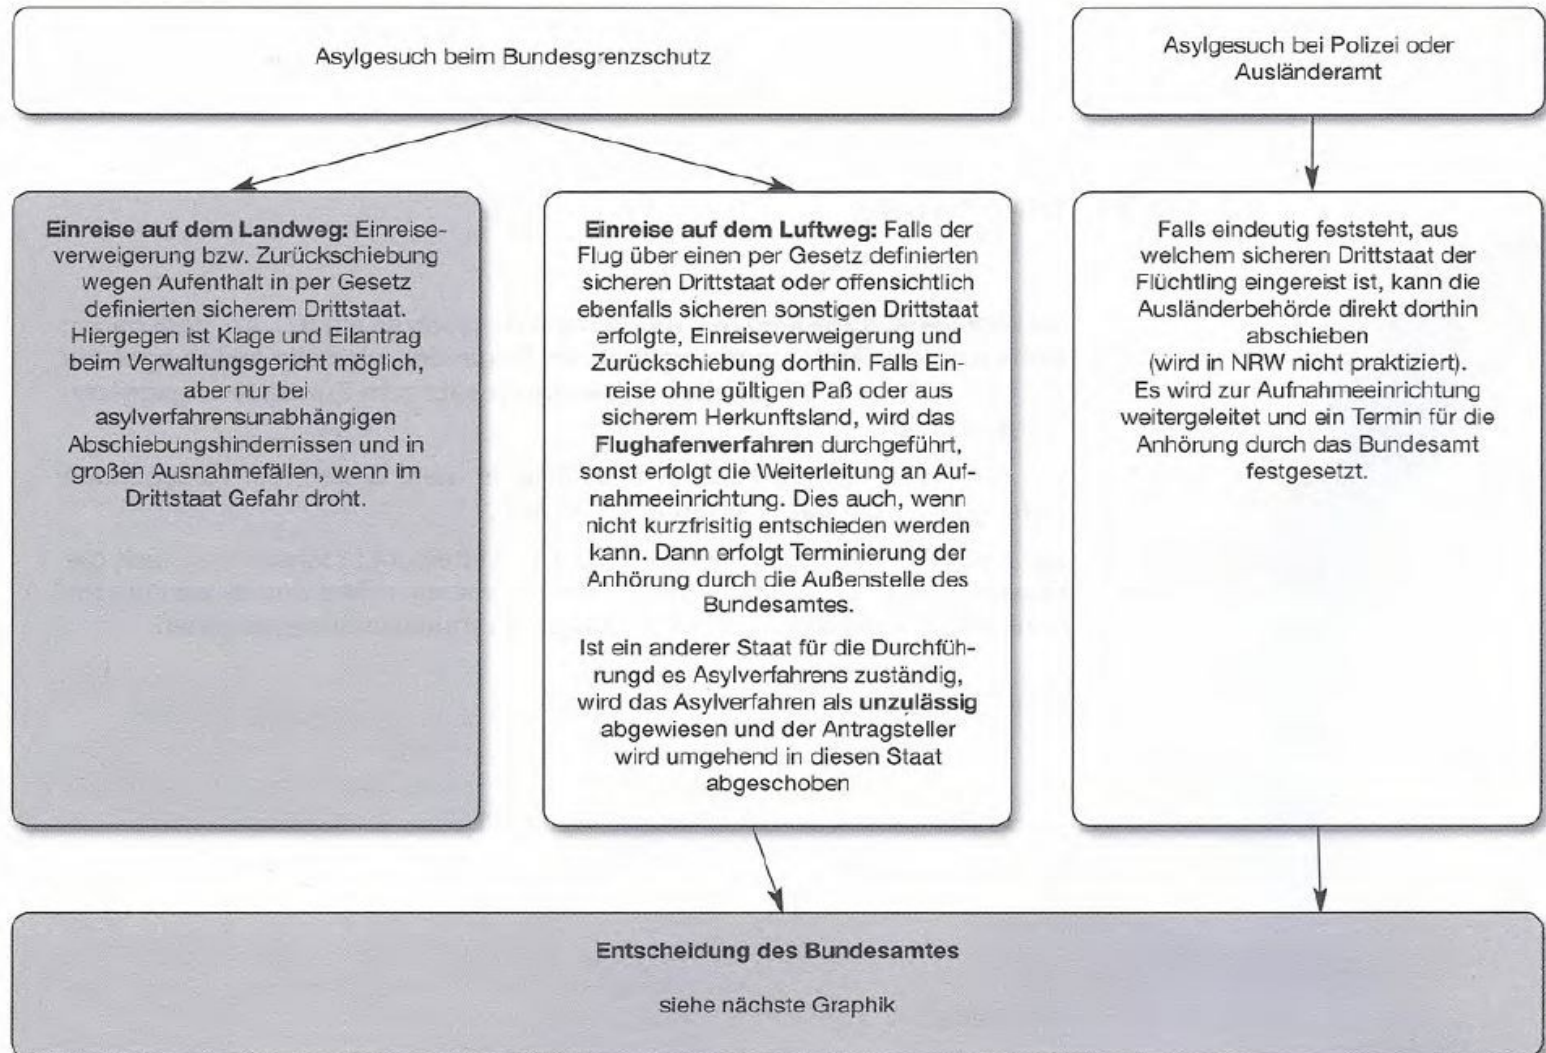 Asylgesuch beim Bundesgrenzschutz
Asylgesuch bei Polizei oder
Ausländeramt
Einreise auf dem Landweg: Einreise-
verweigerung bzw. Zurückschiebung
wegen Aufenthalt in per Gesetz
definierten sicherem Drittstaat.
Hiergegen ist Klage und Eilantrag
beim Verwaltungsgericht möglich,
aber nur bei
asylverfahrensunabhängigen
Abschiebungshindernissen und in
großen Ausnahmefällen, wenn im
Drittstaat Gefahr droht.
Einreise auf dem Luftweg: Falls der
Flug über einen per Gesetz definierten
sicheren Drittstaat oder offensichtlich
ebenfalls sicheren sonstigen Drittstaat
erfolgte, Einreiseverweigerung und
Zurückschiebung dorthin. Falls Ein-
reise ohne gültigen Paß oder aus
sicherem Herkunftsland, wird das
Flughafenverfahren durchgeführt,
sonst erfolgt die Weiterleitung an Auf-
nahmeeinrichtung. Dies auch, wenn
nicht kurzfrisitig entschieden werden
kann. Dann erfolgt Terminierung der
Anhörung durch die Außenstelle des
Bundesamtes.
Ist ein anderer Staat für die Durchfüh-
rungd es Asylverfahrens zuständig,
wird das Asylverfahren als unzulässig
abgewiesen und der Antragsteller
wird umgehend in diesen Staat
abgeschoben
Falls eindeutig feststeht, aus
welchem sicheren Drittstaat der
Flüchtling eingereist ist, kann die
Ausländerbehörde direkt dorthin
abschieben
(wird in NRW nicht praktiziert).
Es wird zur Aufnahmeeinrichtung
weitergeleitet und ein Termin für die
Anhörung durch das Bundesamt
festgesetzt.
Entscheidung des Bundesamtes
siehe nächste Graphik